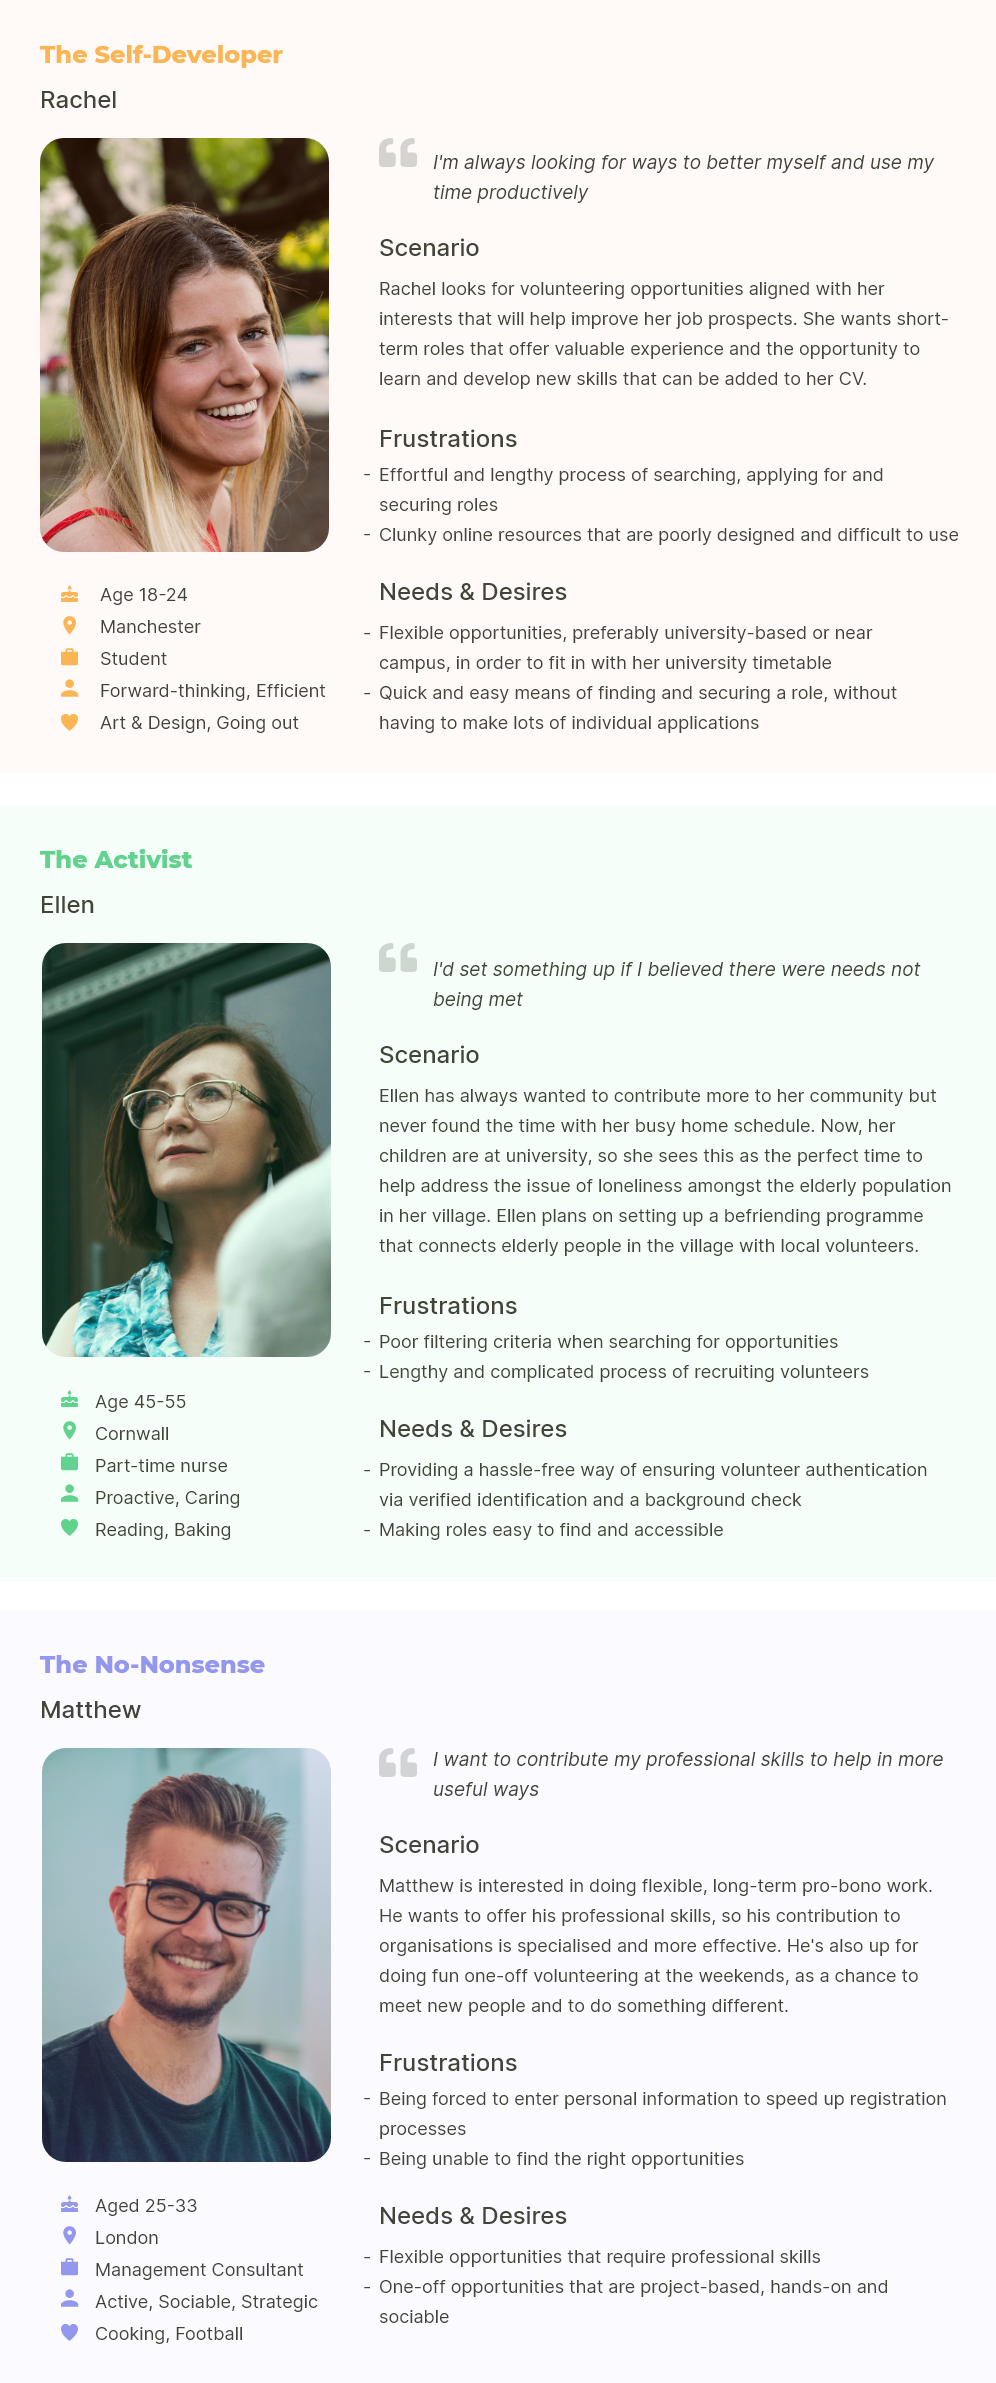 The Self-Developer
Rachel
I'm always looking for ways to better myself and use my
time productively
Scenario
Rachel looks for volunteering opportunities aligned with her
interests that will help improve her job prospects. She wants short-
term roles that offer valuable experience and the opportunity to
learn and develop new skills that can be added to her CV.
Frustrations
- Effortful and lengthy process of searching, applying for and
securing roles
- Clunky online resources that are poorly designed and difficult to use
Needs & Desires
- Flexible opportunities, preferably university-based or near
campus, in order to fit in with her university timetable
- Quick and easy means of finding and securing a role, without
having to make lots of individual applications
Age 18-24
Manchester
Student
Forward-thinking, Efficient
Art & Design, Going out
The Activist
Ellen
I'd set something up if I believed there were needs not
being met
Scenario
Ellen has always wanted to contribute more to her community but
never found the time with her busy home schedule. Now, her
children are at university, so she sees this as the perfect time to
help address the issue of loneliness amongst the elderly population
in her village. Ellen plans on setting up a befriending programme
that connects elderly people in the village with local volunteers.
Frustrations
- Poor filtering criteria when searching for opportunities
- Lengthy and complicated process of recruiting volunteers
Needs & Desires
- Providing a hassle-free way of ensuring volunteer authentication
via verified identification and a background check
- Making roles easy to find and accessible
Age 45-55
Cornwall
Part-time nurse
Proactive, Caring
Reading, Baking
The No-Nonsense
Matthew
I want to contribute my professional skills to help in more
useful ways
Scenario
Matthew is interested in doing flexible, long-term pro-bono work.
He wants to offer his professional skills, so his contribution to
organisations is specialised and more effective. He's also up for
doing fun one-off volunteering at the weekends, as a chance to
meet new people and to do something different.
Frustrations
- Being forced to enter personal information to speed up registration
processes
- Being unable to find the right opportunities
Needs & Desires
- Flexible opportunities that require professional skills
- One-off opportunities that are project-based, hands-on and
sociable
Aged 25-33
London
Management Consultant
Active, Sociable, Strategic
Cooking, Football